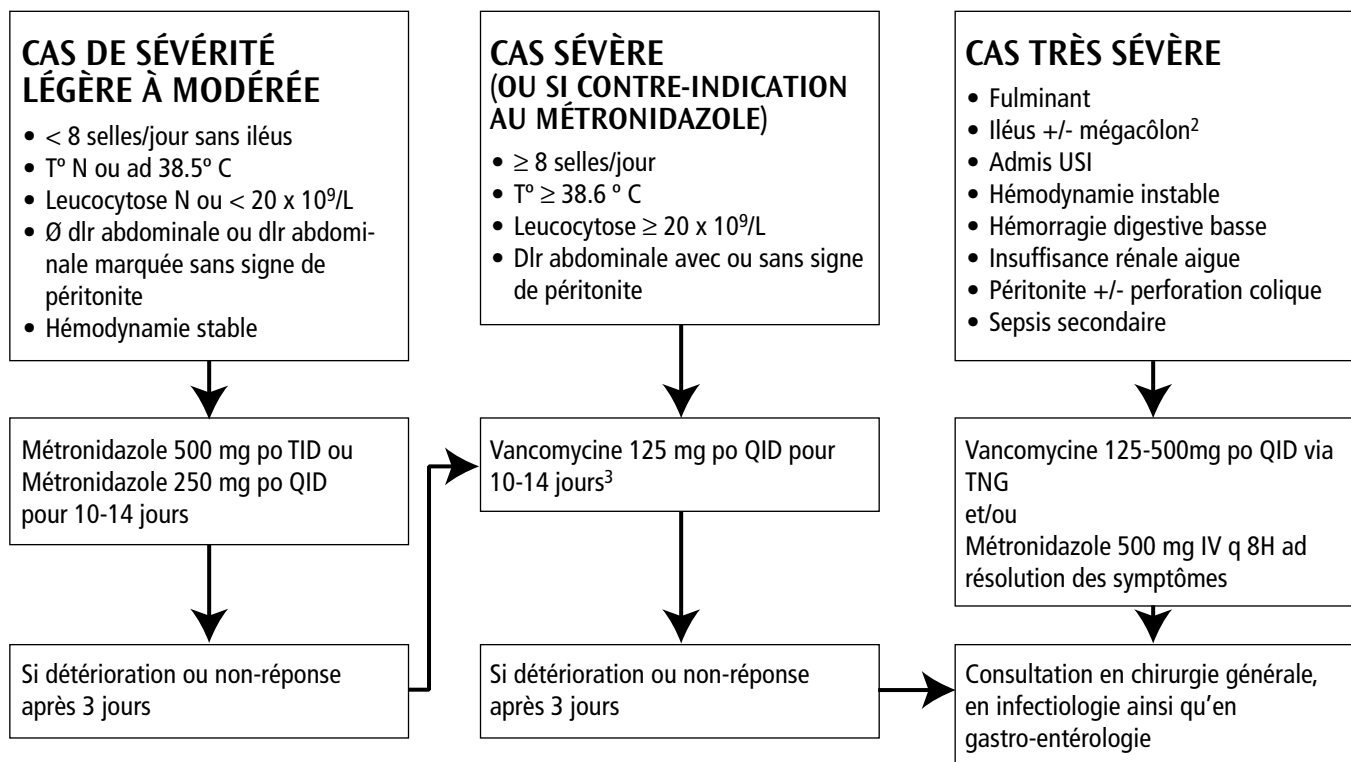 CAS DE SÉVÉRITÉ
LÉGÈRE À MODÉRÉE
• < 8 selles/jour sans iléus
• Tº N ou ad 38.5º C
• Leucocytose N ou < 20 x 10⁹/L
• Ø dlr abdominale ou dlr abdomi-
nale marquée sans signe de
péritonite
• Hémodynamie stable
Métronidazole 500 mg po TID ou
Métronidazole 250 mg po QID
pour 10-14 jours
Si détérioration ou non-réponse
après 3 jours
CAS SÉVÈRE
(OU SI CONTRE-INDICATION
AU MÉTRONIDAZOLE)
• ≥ 8 selles/jour
• Tº ≥ 38.6 º C
• Leucocytose ≥ 20 x 10⁹/L
• Dlr abdominale avec ou sans signe
de péritonite
Vancomycine 125 mg po QID pour
10-14 jours³
Si détérioration ou non-réponse
après 3 jours
CAS TRÈS SÉVÈRE
• Fulminant
• Iléus +/- mégacôlon²
• Admis USI
• Hémodynamie instable
• Hémorragie digestive basse
• Insuffisance rénale aigue
• Péritonite +/- perforation colique
• Sepsis secondaire
Vancomycine 125-500mg po QID via
TNG
et/ou
Métronidazole 500 mg IV q 8H ad
résolution des symptômes
Consultation en chirurgie générale,
en infectiologie ainsi qu’en
gastro-entérologie